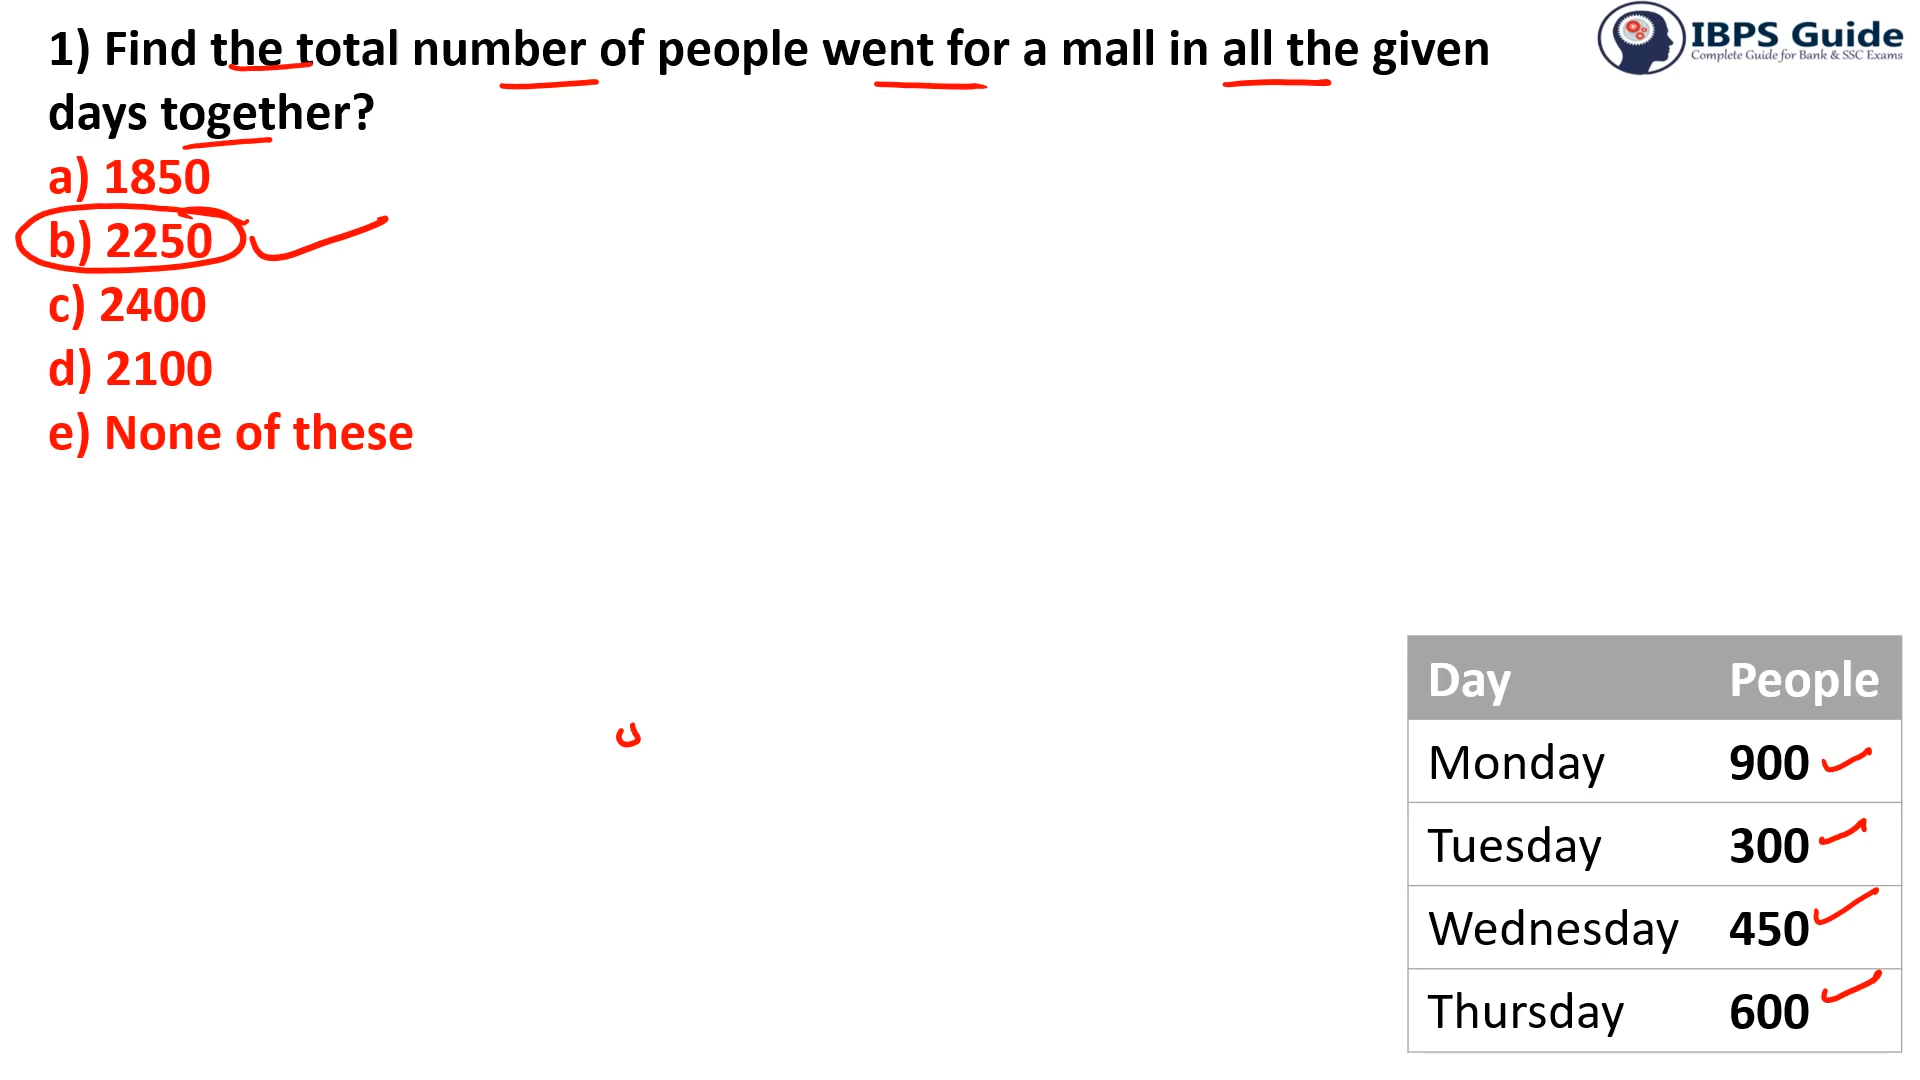 1) Find the total number of people went for a mall in all the given
days together?
a) 1850
b) 2250
c) 2400
d) 2100
e) None of these
IBPS Guide
Complete Guide for Bank & SSC Exams
Day People
Monday 900
Tuesday 300
Wednesday 450
Thursday 600